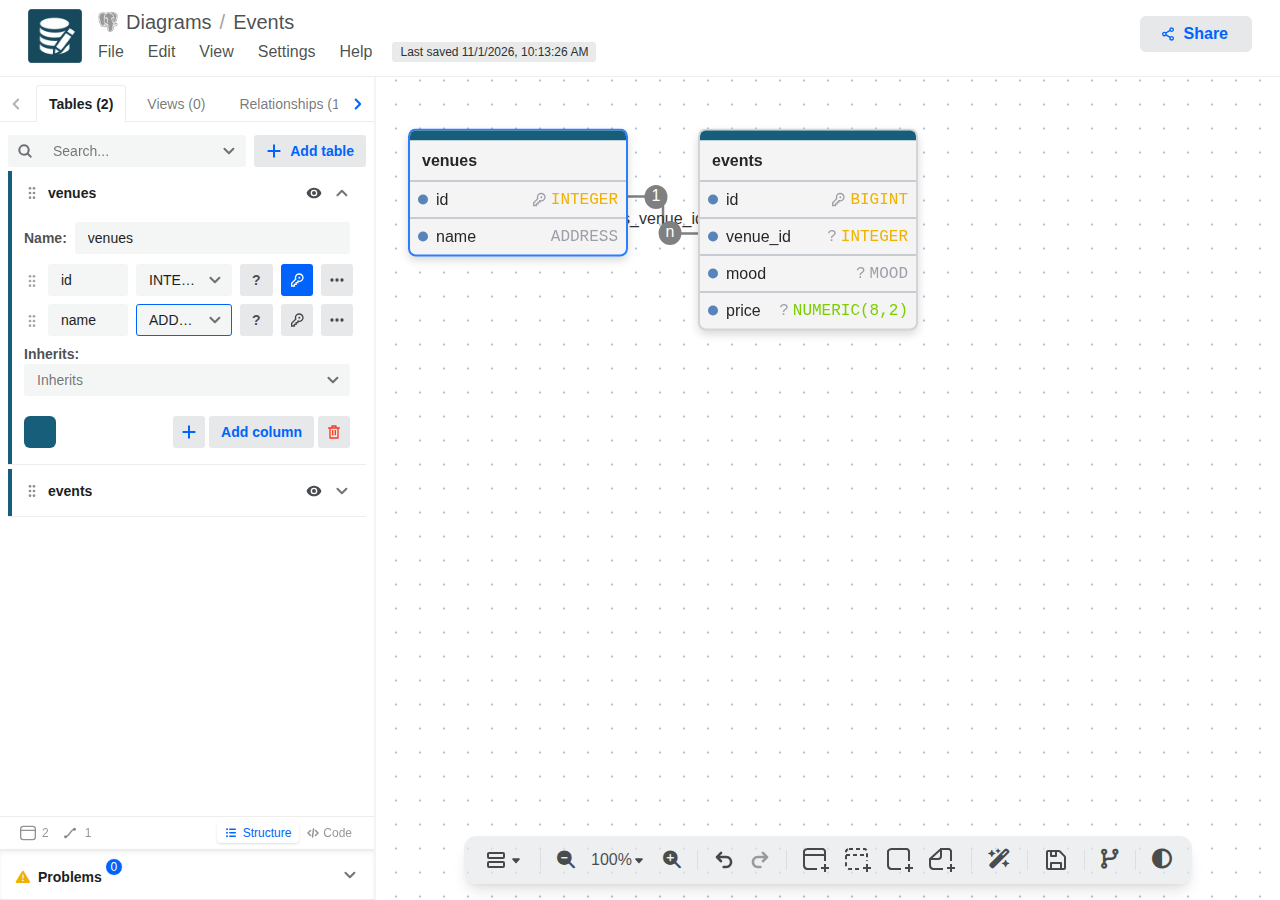 Diagrams / Events
File Edit View Settings Help Last saved 11/1/2026, 10:13:26 AM
Share
Tables (2) Views (0) Relationships (1
Search... Add table
venues
Name: venues
id INTE... ?
name ADD... ?
Inherits:
Inherits
Add column
events
2 1 Structure Code
Problems 0
venues
id INTEGER
name ADDRESS
1
s_venue_id
n
events
id BIGINT
venue_id ? INTEGER
mood ? MOOD
price ? NUMERIC(8,2)
100%